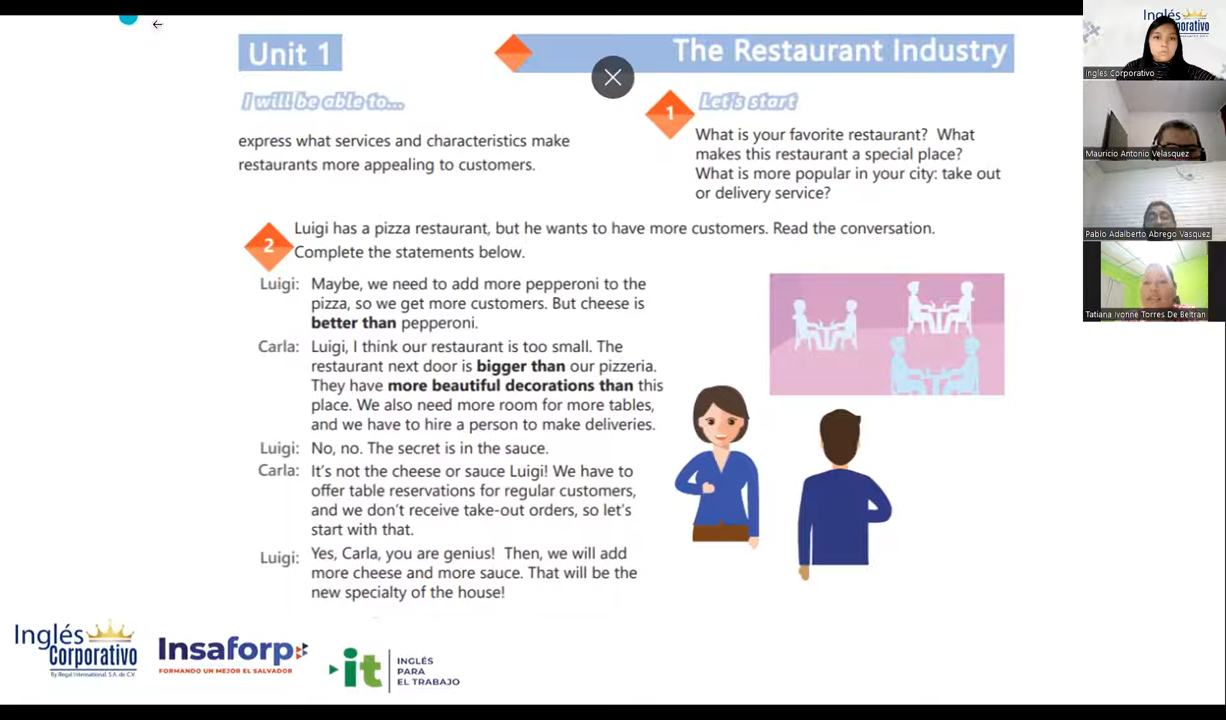 Unit 1
The Restaurant Industry
I will be able to...
express what services and characteristics make
restaurants more appealing to customers.
1
Let's start
What is your favorite restaurant? What
makes this restaurant a special place?
What is more popular in your city: take out
or delivery service?
2
Luigi has a pizza restaurant, but he wants to have more customers. Read the conversation.
Complete the statements below.
Luigi: Maybe, we need to add more pepperoni to the
pizza, so we get more customers. But cheese is
better than pepperoni.
Carla: Luigi, I think our restaurant is too small. The
restaurant next door is bigger than our pizzeria.
They have more beautiful decorations than this
place. We also need more room for more tables,
and we have to hire a person to make deliveries.
Luigi: No, no. The secret is in the sauce.
Carla: It's not the cheese or sauce Luigi! We have to
offer table reservations for regular customers,
and we don't receive take-out orders, so let's
start with that.
Luigi: Yes, Carla, you are genius! Then, we will add
more cheese and more sauce. That will be the
new specialty of the house!
Inglés
Corporativo
By Regal International, S.A. de C.V.
Insaforp
FORMANDO UN MEJOR EL SALVADOR
it
INGLÉS
PARA
EL TRABAJO
Inglés
Corporativo
Ingles Corporativo
Mauricio Antonio Velasquez
Pablo Adalberto Abrego Vasquez
Tatiana Ivonne Torres De Beltran